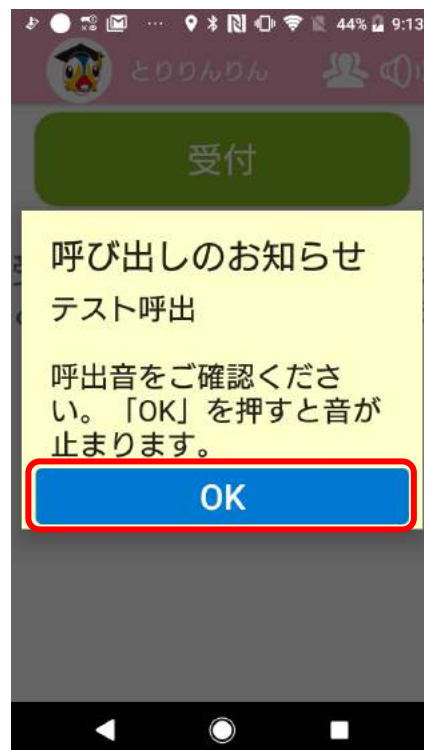 44% 9:13
とりりんりん
受付
呼び出しのお知らせ
テスト呼出
呼出音をご確認くださ
い。「OK」を押すと音が
止まります。
OK